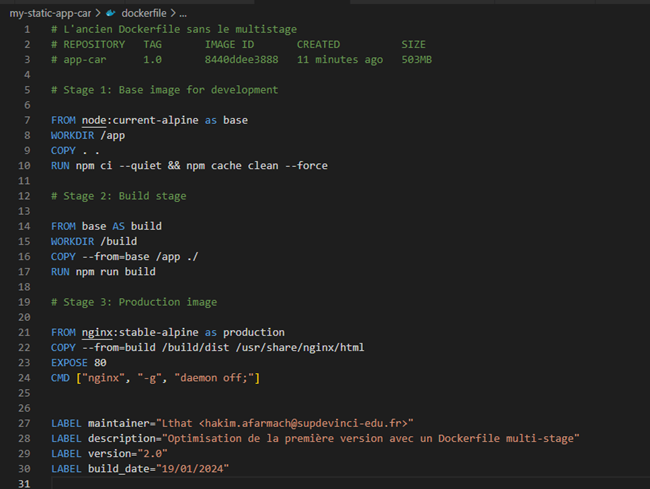 my-static-app-car > dockerfile > ...
1 # L'ancien Dockerfile sans le multistage
2 # REPOSITORY TAG IMAGE ID CREATED SIZE
3 # app-car 1.0 8440ddee3888 11 minutes ago 503MB
4
5 # Stage 1: Base image for development
6
7 FROM node:current-alpine as base
8 WORKDIR /app
9 COPY . .
10 RUN npm ci --quiet && npm cache clean --force
11
12 # Stage 2: Build stage
13
14 FROM base AS build
15 WORKDIR /build
16 COPY --from=base /app ./
17 RUN npm run build
18
19 # Stage 3: Production image
20
21 FROM nginx:stable-alpine as production
22 COPY --from=build /build/dist /usr/share/nginx/html
23 EXPOSE 80
24 CMD ["nginx", "-g", "daemon off;"]
25
26
27 LABEL maintainer="Lthat <hakim.afarmach@supdevinci-edu.fr>"
28 LABEL description="Optimisation de la première version avec un Dockerfile multi-stage"
29 LABEL version="2.0"
30 LABEL build_date="19/01/2024"
31